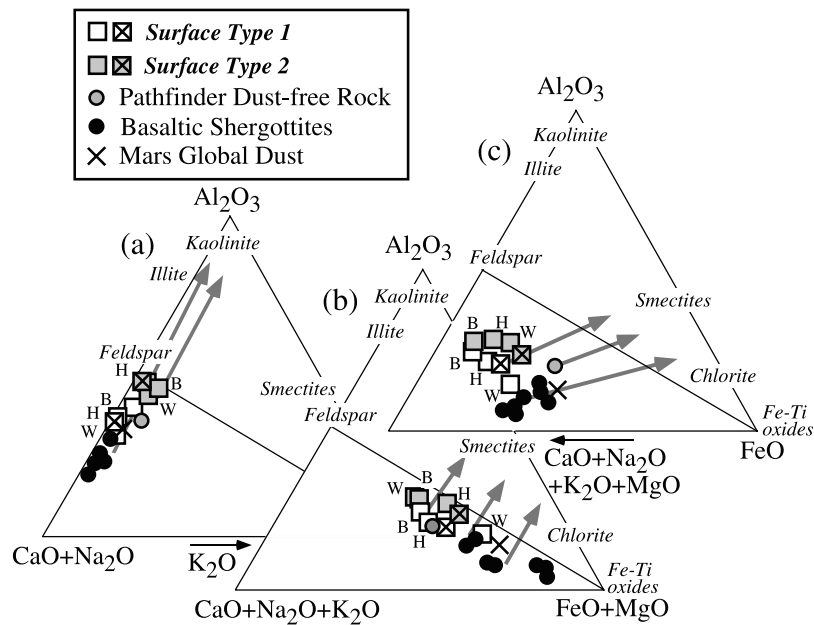 Surface Type 1
Surface Type 2
Pathfinder Dust-free Rock
Basaltic Shergottites
Mars Global Dust
(a)
Al₂O₃
Kaolinite
Illite
Feldspar
H
B
B
W
H
W
Smectites
CaO+Na₂O
K₂O
(b)
Al₂O₃
Kaolinite
Illite
Feldspar
Smectites
W
B
H
B
H
W
Chlorite
Fe-Ti
oxides
CaO+Na₂O+K₂O
FeO+MgO
(c)
Al₂O₃
Kaolinite
Illite
Feldspar
Smectites
B
H
W
B
H
W
Chlorite
Fe-Ti
oxides
FeO
CaO+Na₂O
+K₂O+MgO